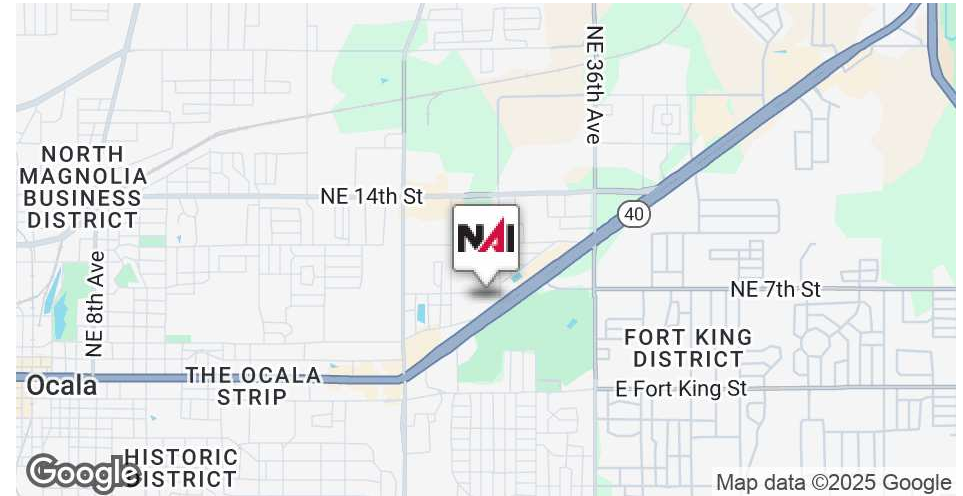 NE 36th Ave
NORTH
MAGNOLIA
BUSINESS
DISTRICT
NE 14th St
40
NAI
NE 8th Ave
NE 7th St
FORT KING
DISTRICT
THE OCALA
STRIP
Ocala
E Fort King St
HISTORIC
DISTRICT
Google
Map data ©2025 Google